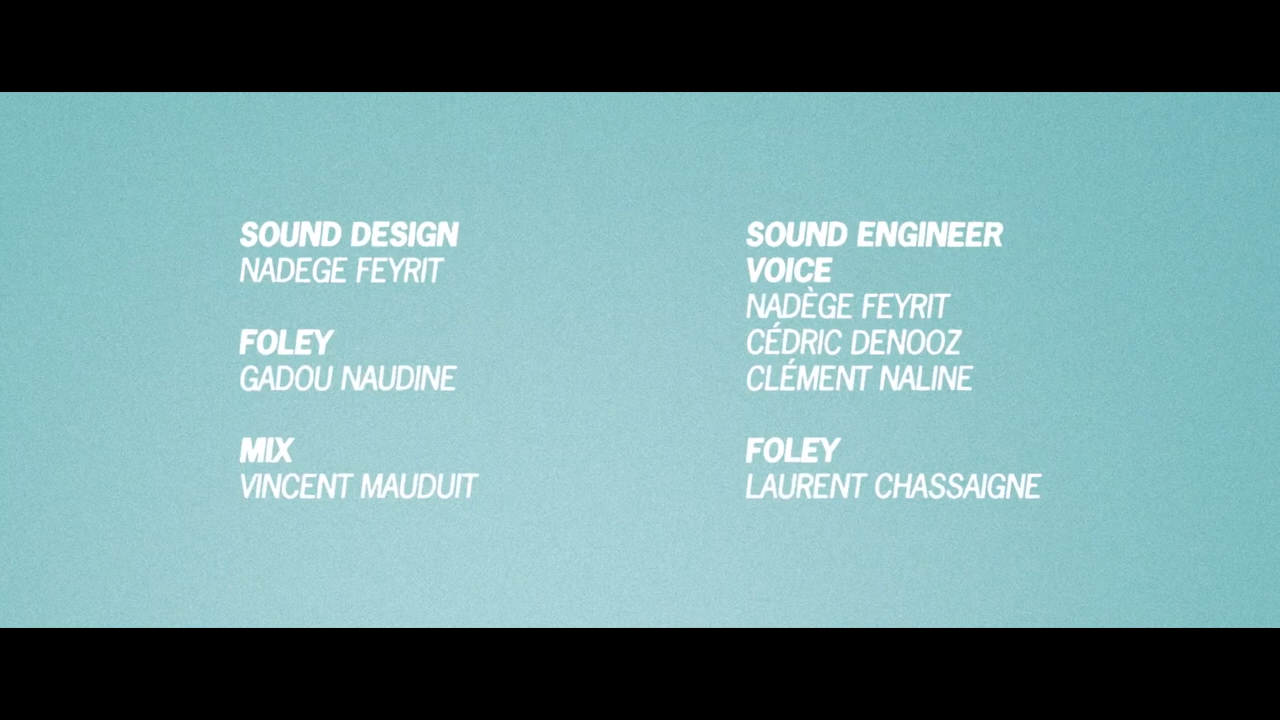 SOUND DESIGN
NADEGE FEYRIT
FOLEY
GADOU NAUDINE
MIX
VINCENT MAUDUIT
SOUND ENGINEER
VOICE
NADÈGE FEYRIT
CÉDRIC DENOOZ
CLÉMENT NALINE
FOLEY
LAURENT CHASSAIGNE